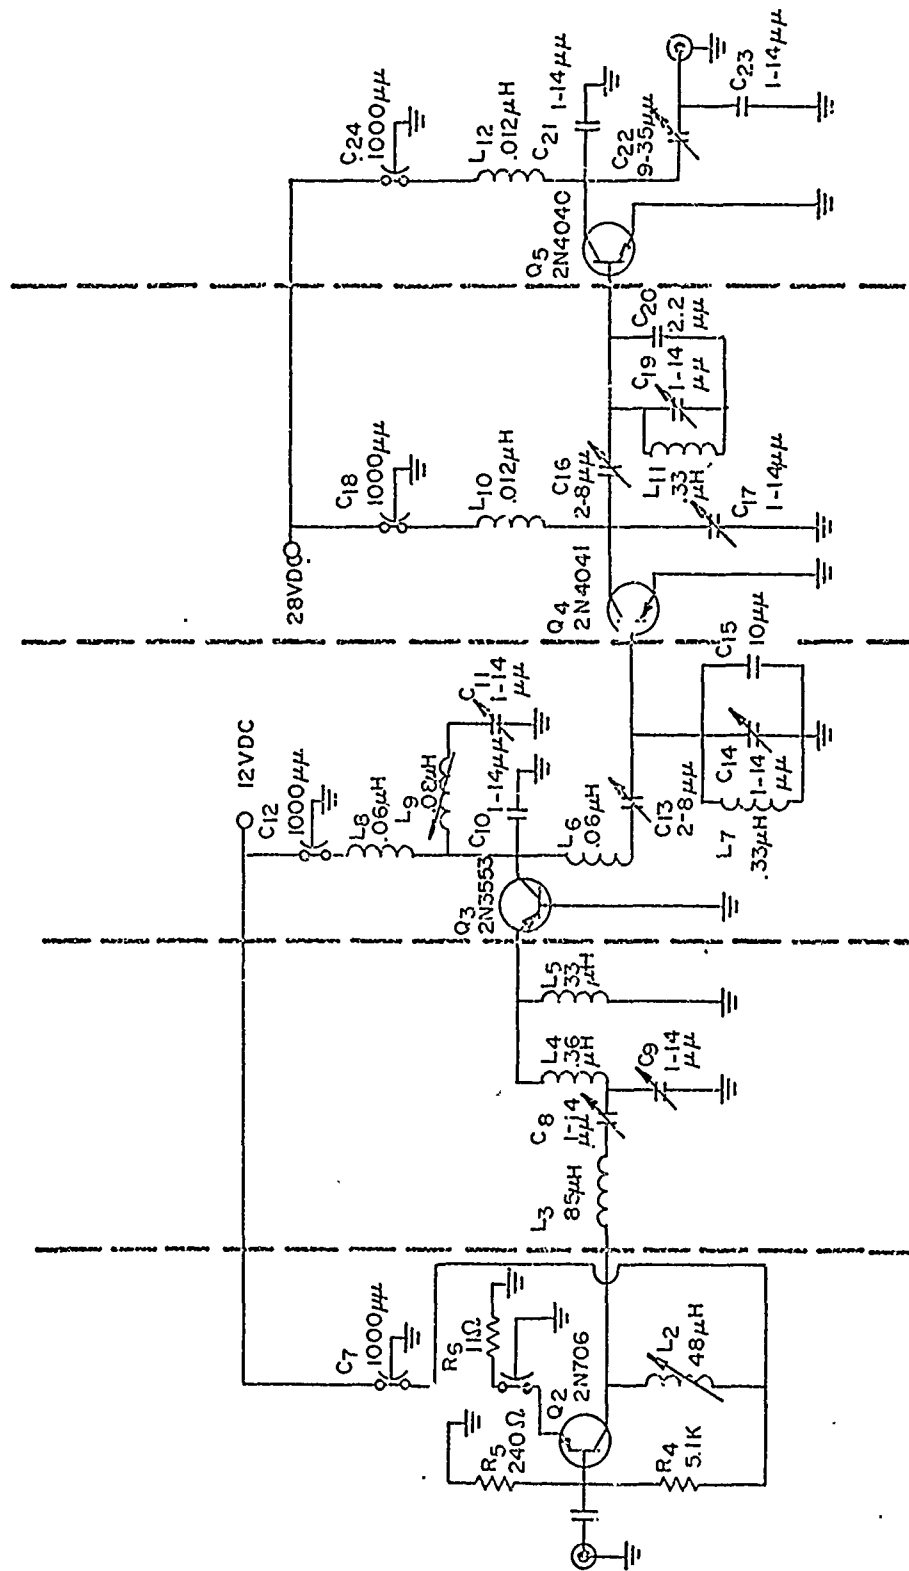 12VDC
28VDC
C7
1000μμ
C12
1000μμ
C18
1000μμ
C24
1000μμ
R5
240Ω
R6
11Ω
Q2
2N706
R4
5.1K
L2
48μH
L3
85μH
C8
1-14
μμ
L4
.36
μH
C9
1-14
μμ
L5
.33
μH
Q3
2N3553
L8
.06μH
L9
.08μH
C10
1-14μμ
C11
1-14
μμ
L6
.06μH
C13
2-8μμ
L7
.33μH
C14
1-14
μμ
C15
10μμ
Q4
2N4041
L10
.012μH
C16
2-8μμ
C17
1-14μμ
L11
.33
μH
C19
1-14
μμ
C20
2.2
μμ
Q5
2N4040
L12
.012μH
C21
1-14μμ
C22
9-35μμ
C23
1-14μμ